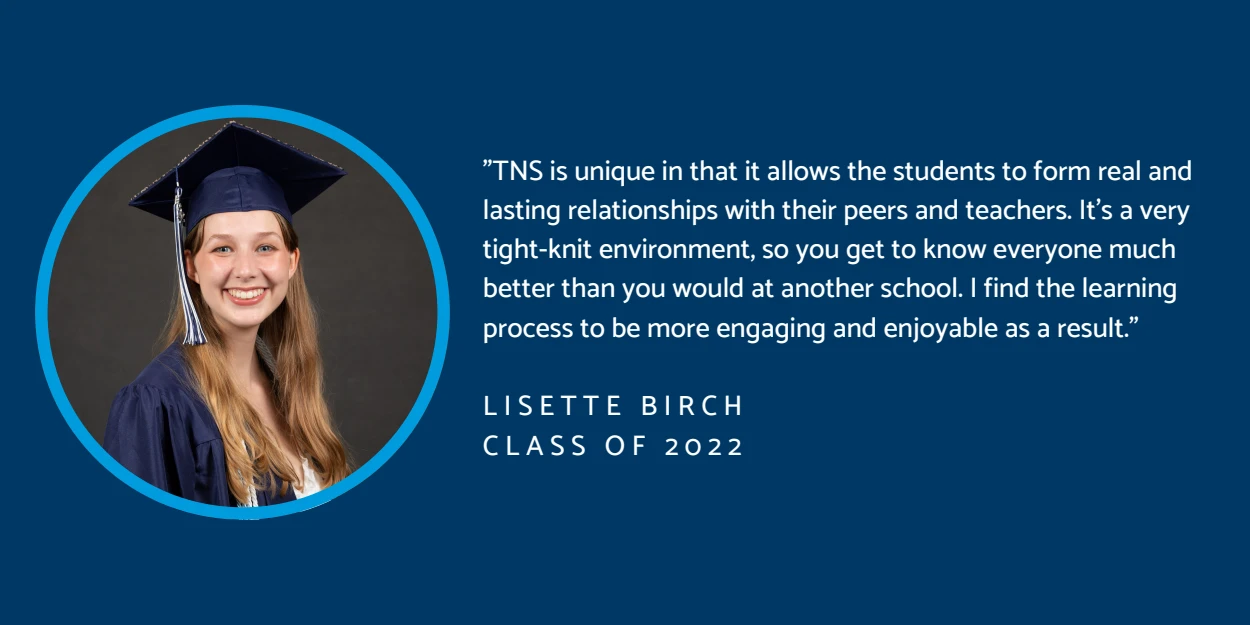 ”TNS is unique in that it allows the students to form real and
lasting relationships with their peers and teachers. It’s a very
tight-knit environment, so you get to know everyone much
better than you would at another school. I find the learning
process to be more engaging and enjoyable as a result.”
LISETTE BIRCH
CLASS OF 2022